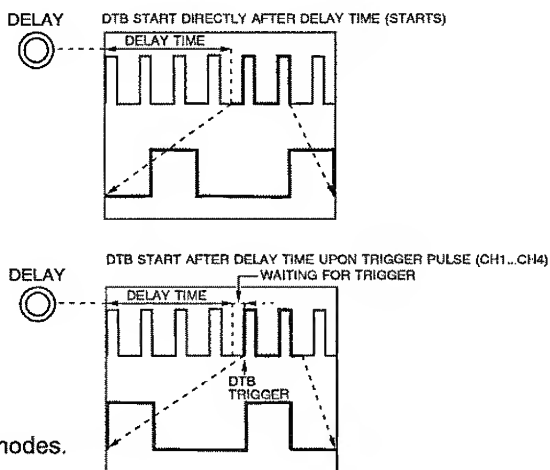 DELAY
DTB START DIRECTLY AFTER DELAY TIME (STARTS)
DELAY TIME
DTB START AFTER DELAY TIME UPON TRIGGER PULSE (CH1...CH4)
DELAY
WAITING FOR TRIGGER
DELAY TIME
DTB
TRIGGER
nodes.